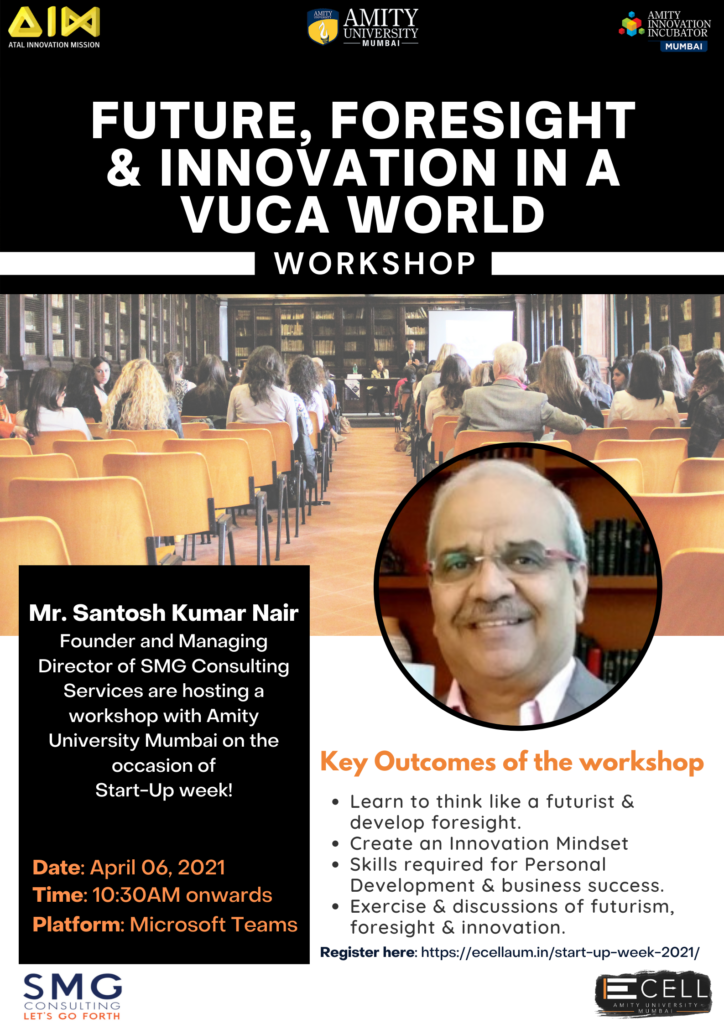 AIM
ATAL INNOVATION MISSION
AMITY
AMITY
UNIVERSITY
MUMBAI
AMITY
INNOVATION
INCUBATOR
MUMBAI
FUTURE, FORESIGHT
& INNOVATION IN A
VUCA WORLD
WORKSHOP
Mr. Santosh Kumar Nair
Founder and Managing
Director of SMG Consulting
Services are hosting a
workshop with Amity
University Mumbai on the
occasion of
Start-Up week!
Date: April 06, 2021
Time: 10:30AM onwards
Platform: Microsoft Teams
Key Outcomes of the workshop
• Learn to think like a futurist &
develop foresight.
• Create an Innovation Mindset
• Skills required for Personal
Development & business success.
• Exercise & discussions of futurism,
foresight & innovation.
Register here: https://ecellaum.in/start-up-week-2021/
SMG
CONSULTING
LET'S GO FORTH
ECELL
AMITY UNIVERSITY
MUMBAI